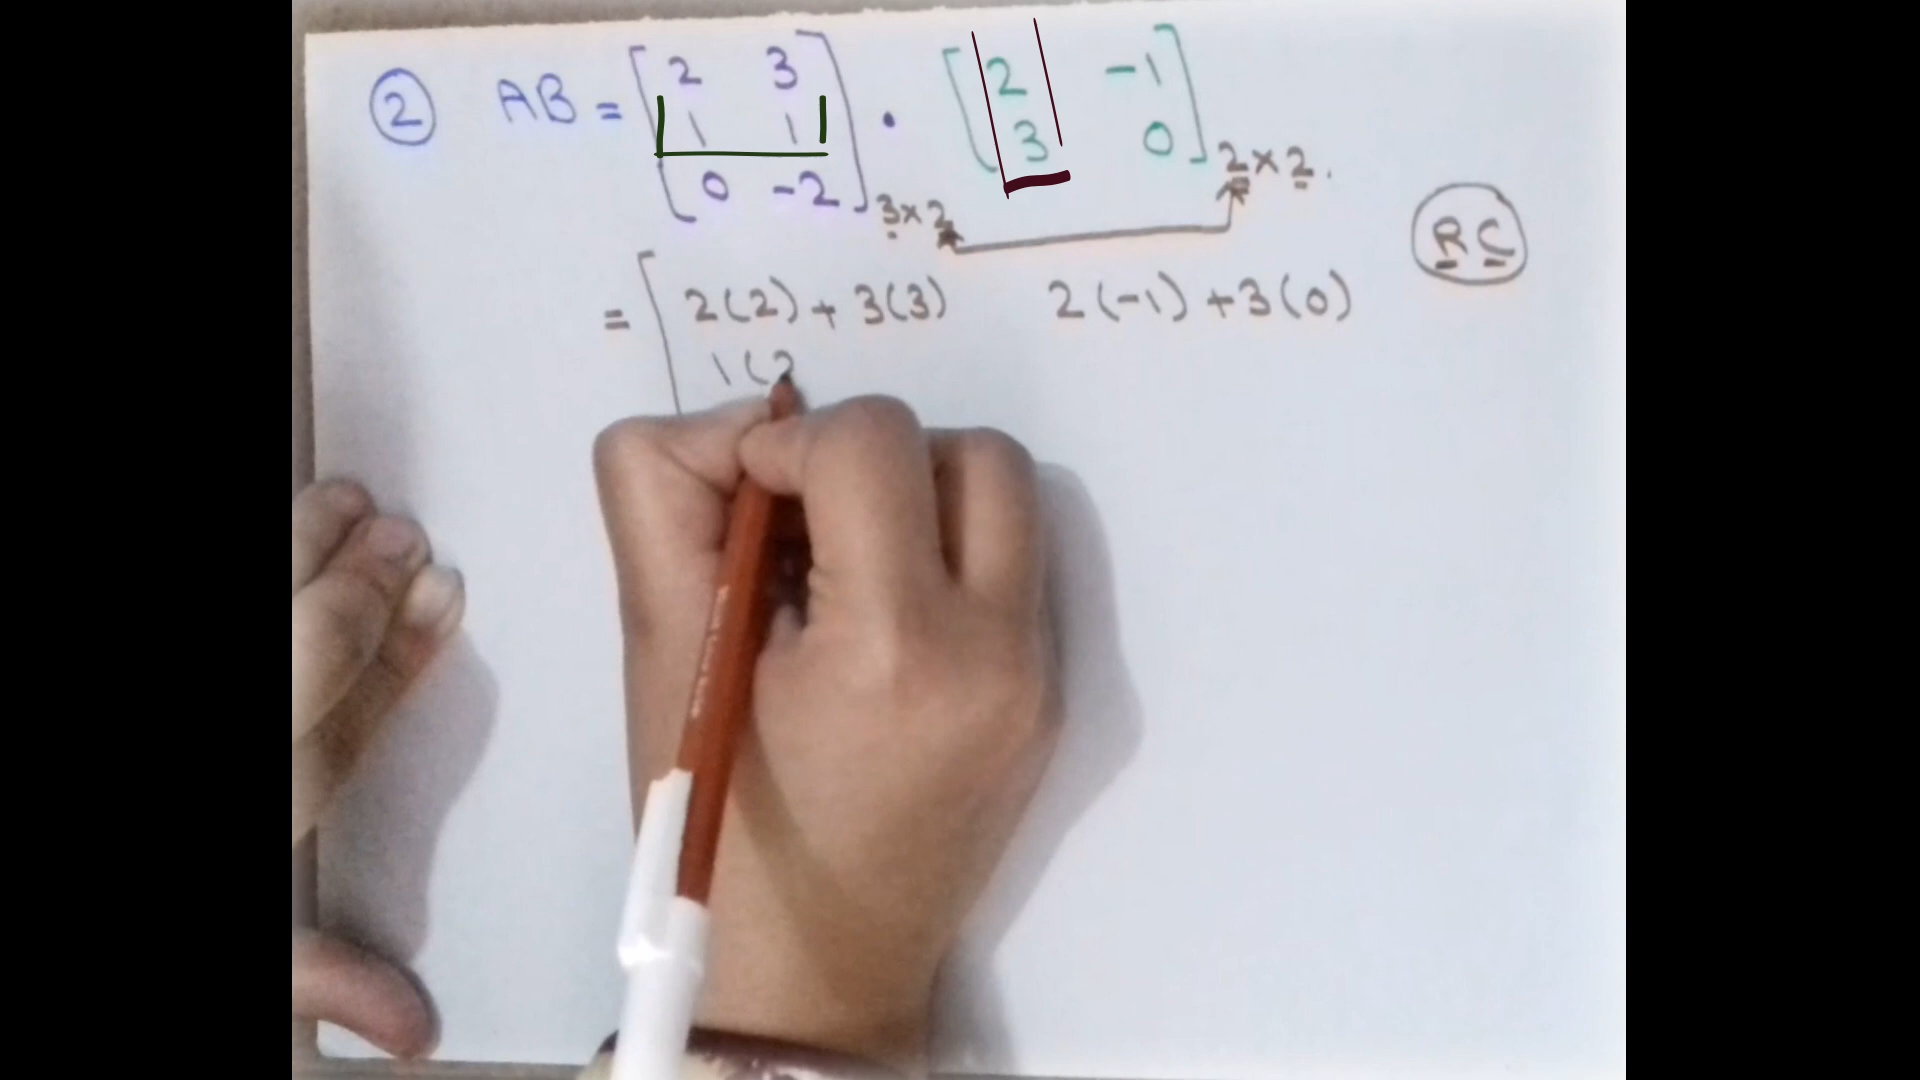 ② AB = [ 2 3 ] · [ 2 -1 ]
[ 1 1 ] [ 3 0 ] 2×2.
[ 0 -2 ] 3×2
RC
= [ 2(2) + 3(3) 2(-1) + 3(0)
1(2